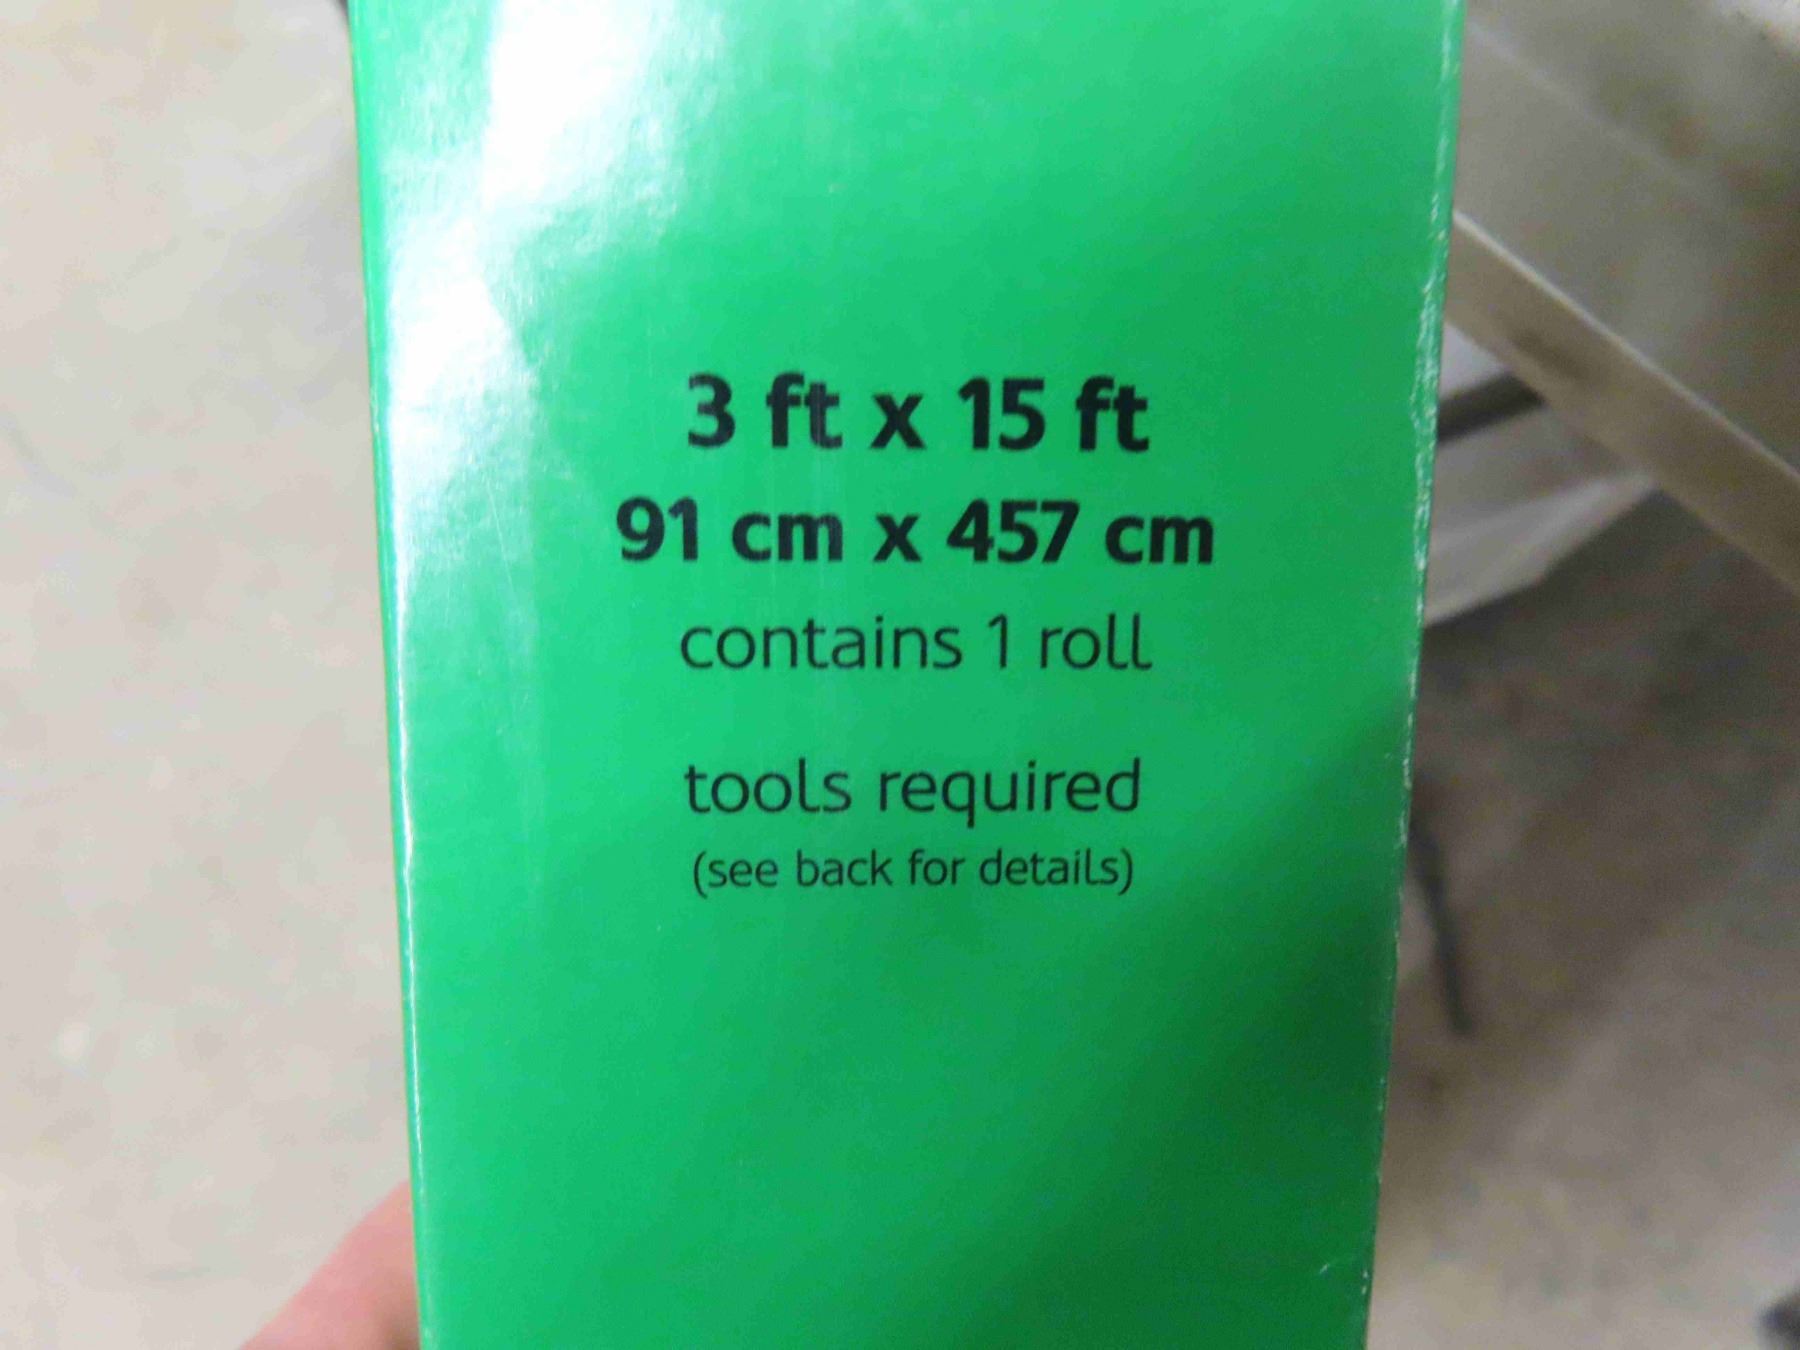 3 ft x 15 ft
91 cm x 457 cm
contains 1 roll
tools required
(see back for details)